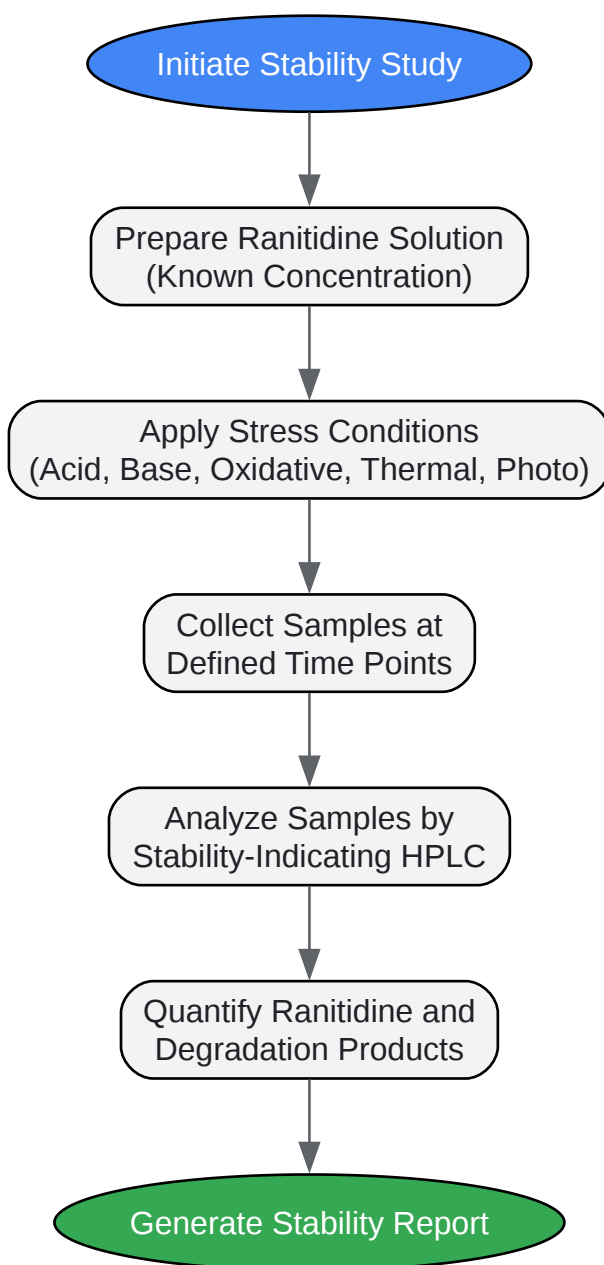 Initiate Stability Study
Prepare Ranitidine Solution
(Known Concentration)
Apply Stress Conditions
(Acid, Base, Oxidative, Thermal, Photo)
Collect Samples at
Defined Time Points
Analyze Samples by
Stability-Indicating HPLC
Quantify Ranitidine and
Degradation Products
Generate Stability Report